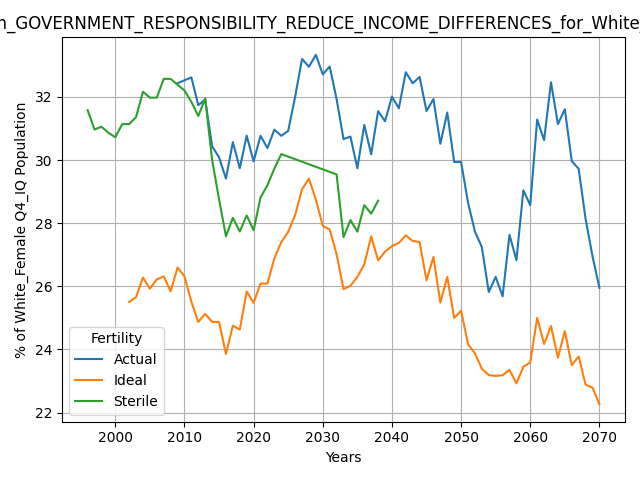 n_GOVERNMENT_RESPONSIBILITY_REDUCE_INCOME_DIFFERENCES_for_White_
% of White_Female Q4_IQ Population
32
30
28
26
24
22
Fertility
Actual
Ideal
Sterile
2000 2010 2020 2030 2040 2050 2060 2070
Years